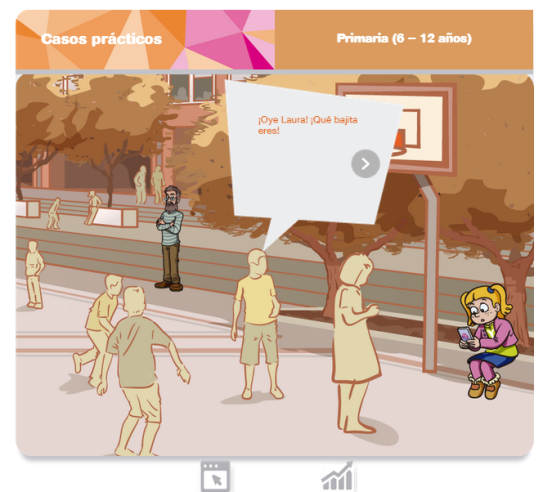 Casos prácticos
Primaria (6 – 12 años)
¡Oye Laura! ¡Qué bajita
eres!